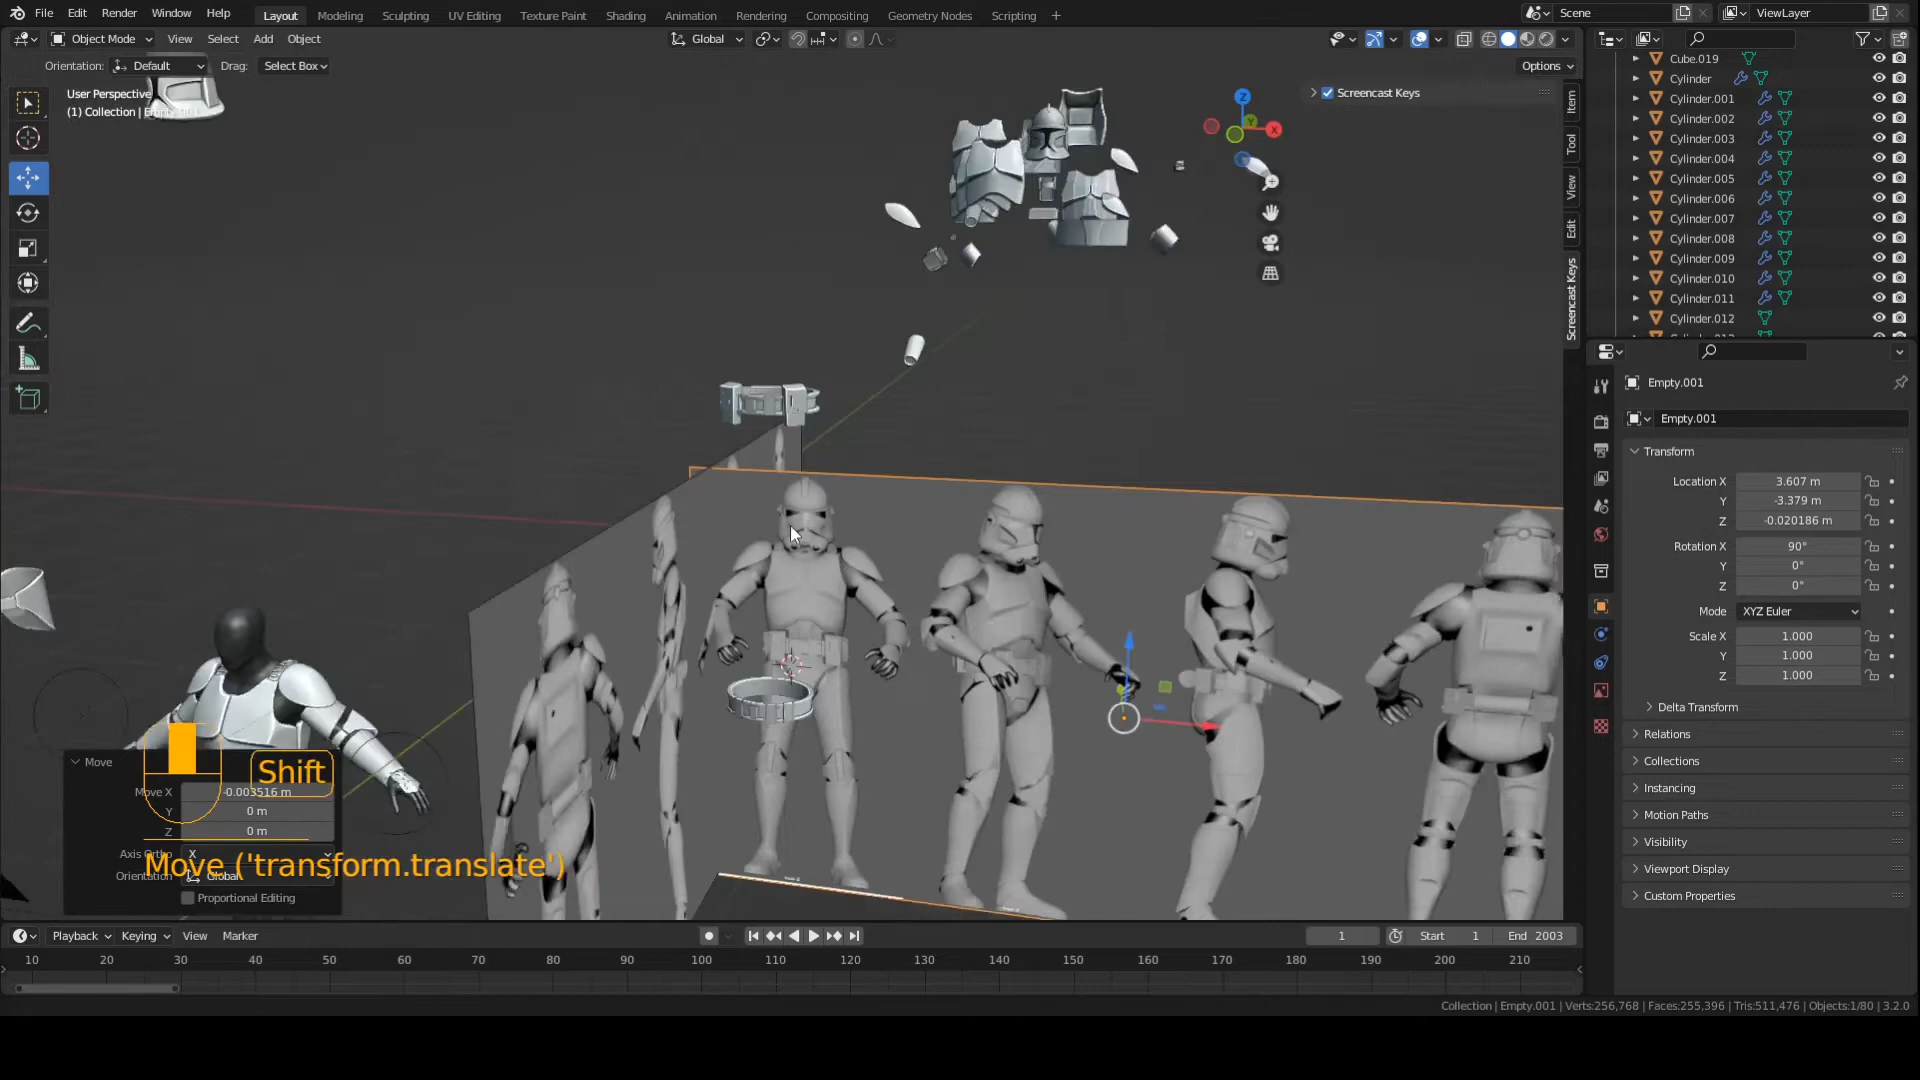 File Edit Render Window Help Layout Modeling Sculpting UV Editing Texture Paint Shading Animation Rendering Compositing Geometry Nodes Scripting + Scene ViewLayer
Object Mode View Select Add Object Global
Orientation: Default Drag: Select Box Options
User Perspective
(1) Collection |
Screencast Keys
Z
Y
X
Item
Tool
View
Edit
Screencast Keys
Cube.019
Cylinder
Cylinder.001
Cylinder.002
Cylinder.003
Cylinder.004
Cylinder.005
Cylinder.006
Cylinder.007
Cylinder.008
Cylinder.009
Cylinder.010
Cylinder.011
Cylinder.012
Empty.001
Empty.001
Transform
Location X 3.607 m
Y -3.379 m
Z -0.020186 m
Rotation X 90°
Y 0°
Z 0°
Mode XYZ Euler
Scale X 1.000
Y 1.000
Z 1.000
Delta Transform
Relations
Collections
Instancing
Motion Paths
Visibility
Viewport Display
Custom Properties
Move
Shift
Move X -0.003516 m
Y 0 m
Z 0 m
Axis Ortho X
Move ('transform.translate')
Orientation Global
Proportional Editing
Playback Keying View Marker 1 Start 1 End 2003
10 20 30 40 50 60 70 80 90 100 110 120 130 140 150 160 170 180 190 200 210
Collection | Empty.001 | Verts:256,768 | Faces:255,396 | Tris:511,476 | Objects:1/80 | 3.2.0